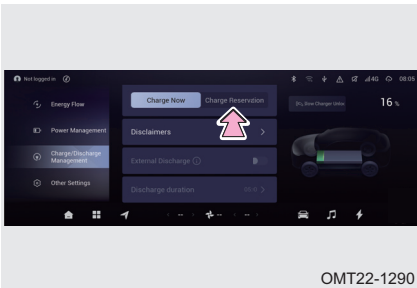 Not logged in
4G
08:05
Energy Flow
Charge Now
Charge Reservation
16 %
Power Management
Disclaimers
Charge/Discharge
Management
External Discharge
Other Settings
Discharge duration
OMT22-1290